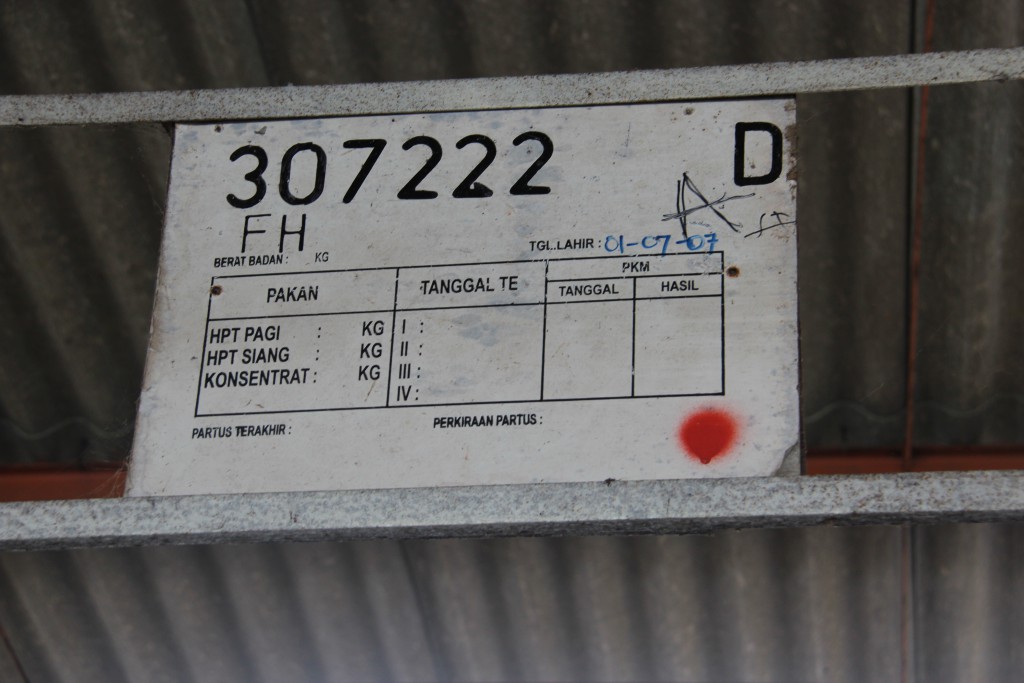 307222 D
FH A
BERAT BADAN : KG TGL.LAHIR : 01-07-07
PAKAN TANGGAL TE PKM
TANGGAL HASIL
HPT PAGI : KG I :
HPT SIANG : KG II :
KONSENTRAT : KG III :
IV :
PARTUS TERAKHIR : PERKIRAAN PARTUS :